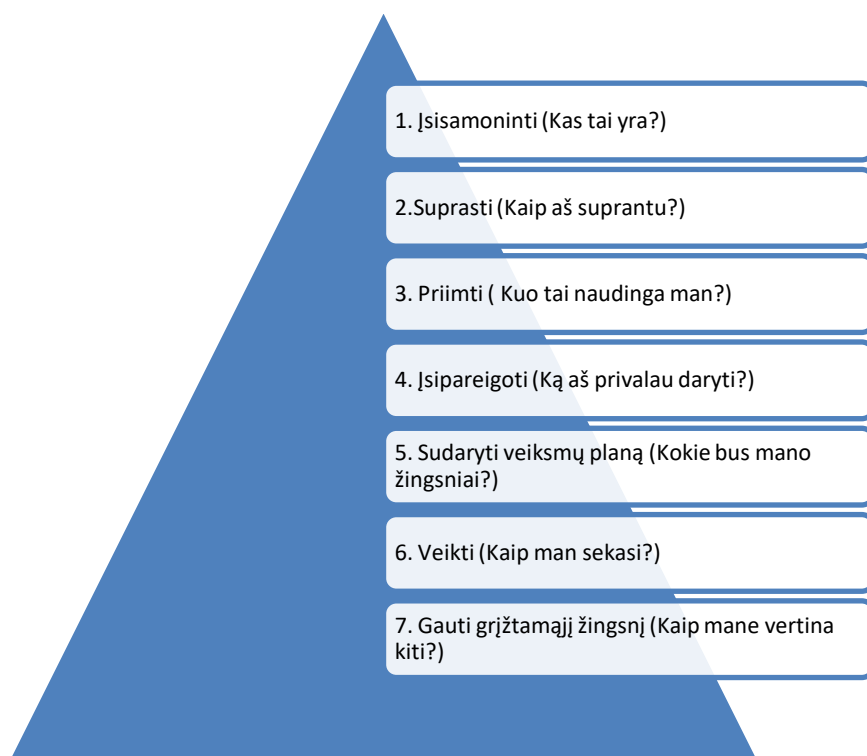 1. Įsisamoninti (Kas tai yra?)
2.Suprasti (Kaip aš suprantu?)
3. Priimti ( Kuo tai naudinga man?)
4. Įsipareigoti (Ką aš privalau daryti?)
5. Sudaryti veiksmų planą (Kokie bus mano
žingsniai?)
6. Veikti (Kaip man sekasi?)
7. Gauti grįžtamąjį žingsnį (Kaip mane vertina
kiti?)